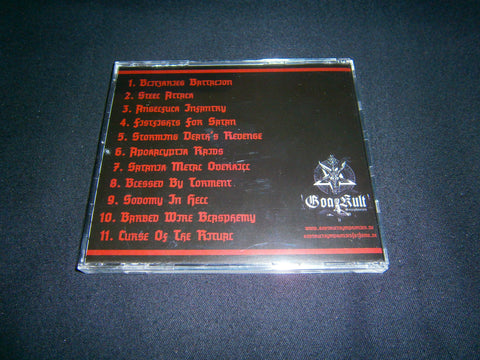 1. Blitzkrieg Battalion
2. Steel Attack
3. Angelfuck Infantry
4. Fistfights For Satan
5. Storming Death's Revenge
6. Apocalyptic Raids
7. Satanic Metal Overkill
8. Blessed By Torment
9. Sodomy In Hell
10. Barbed Wire Blasphemy
11. Curse Of The Ritual
GoatKult